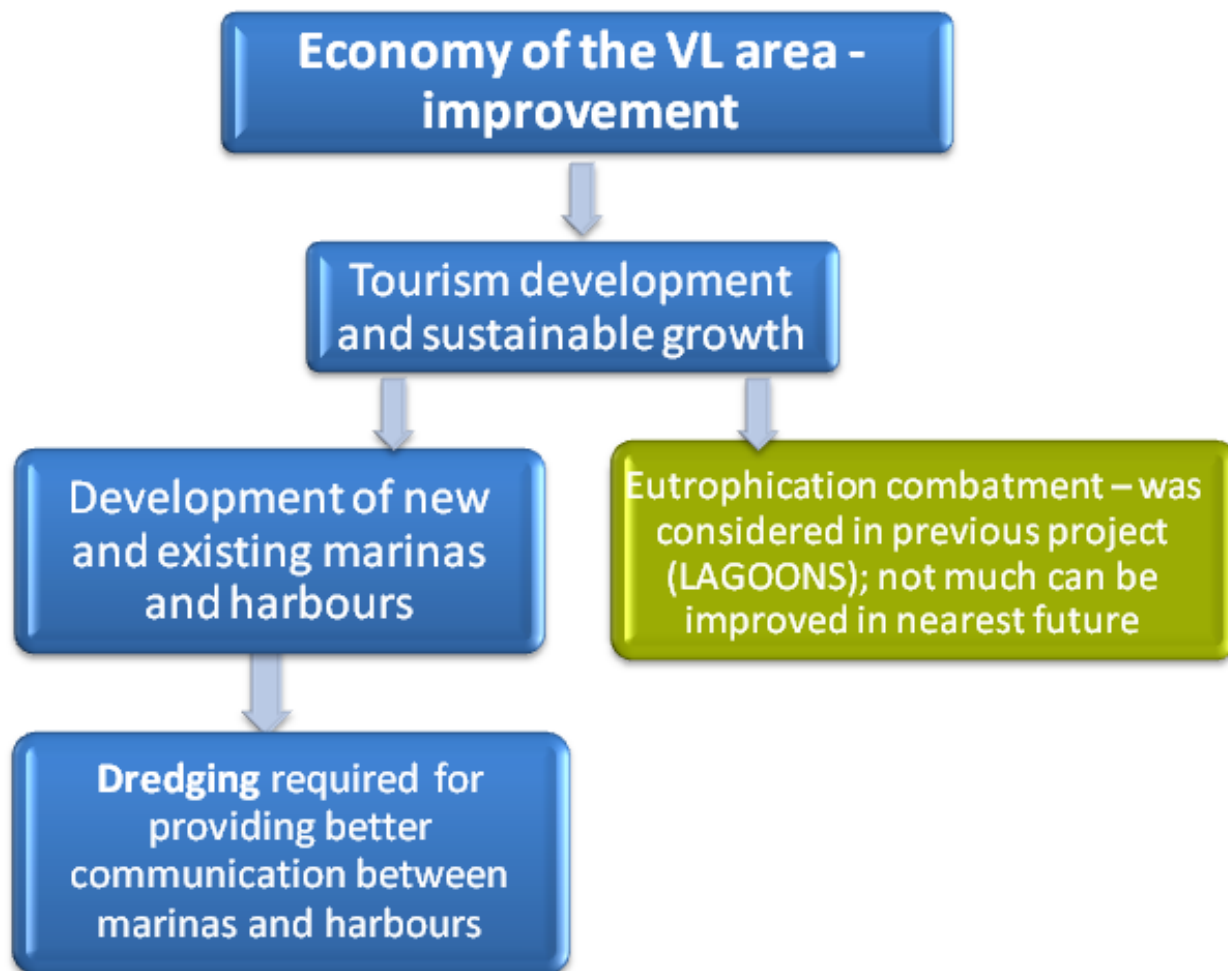 Economy of the VL area -
improvement
Tourism development
and sustainable growth
Development of new
and existing marinas
and harbours
Eutrophication combatment – was
considered in previous project
(LAGOONS); not much can be
improved in nearest future
Dredging required for
providing better
communication between
marinas and harbours